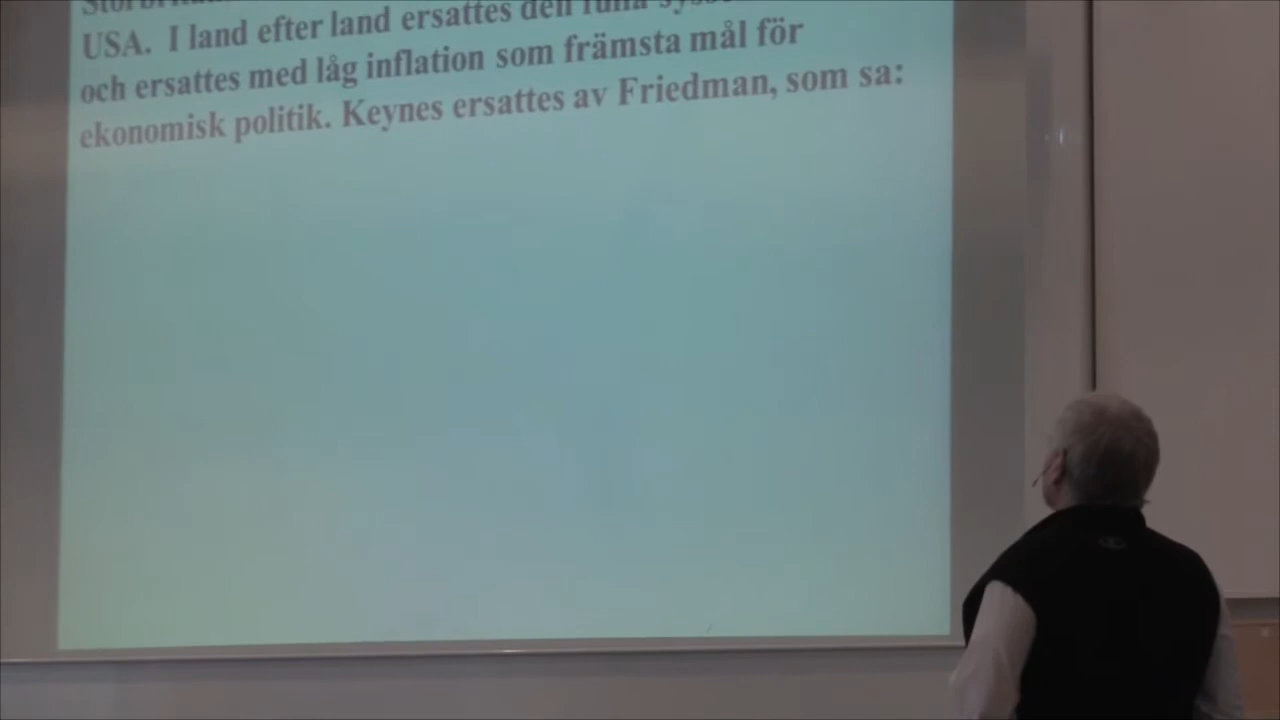 USA. I land efter land ersattes den fulla
och ersattes med låg inflation som främsta mål för
ekonomisk politik. Keynes ersattes av Friedman, som sa: